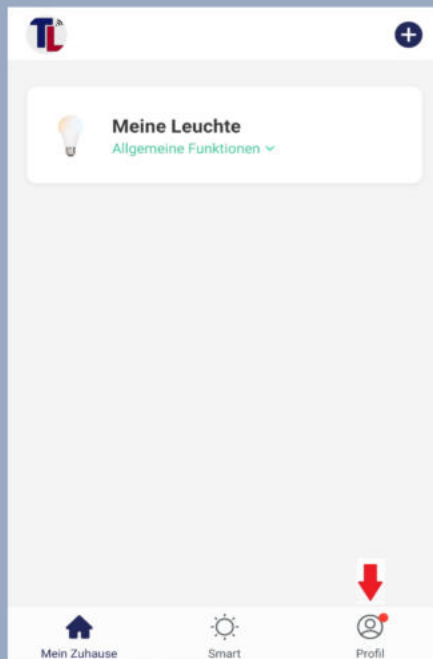 TL
Meine Leuchte
Allgemeine Funktionen
Mein Zuhause
Smart
Profil